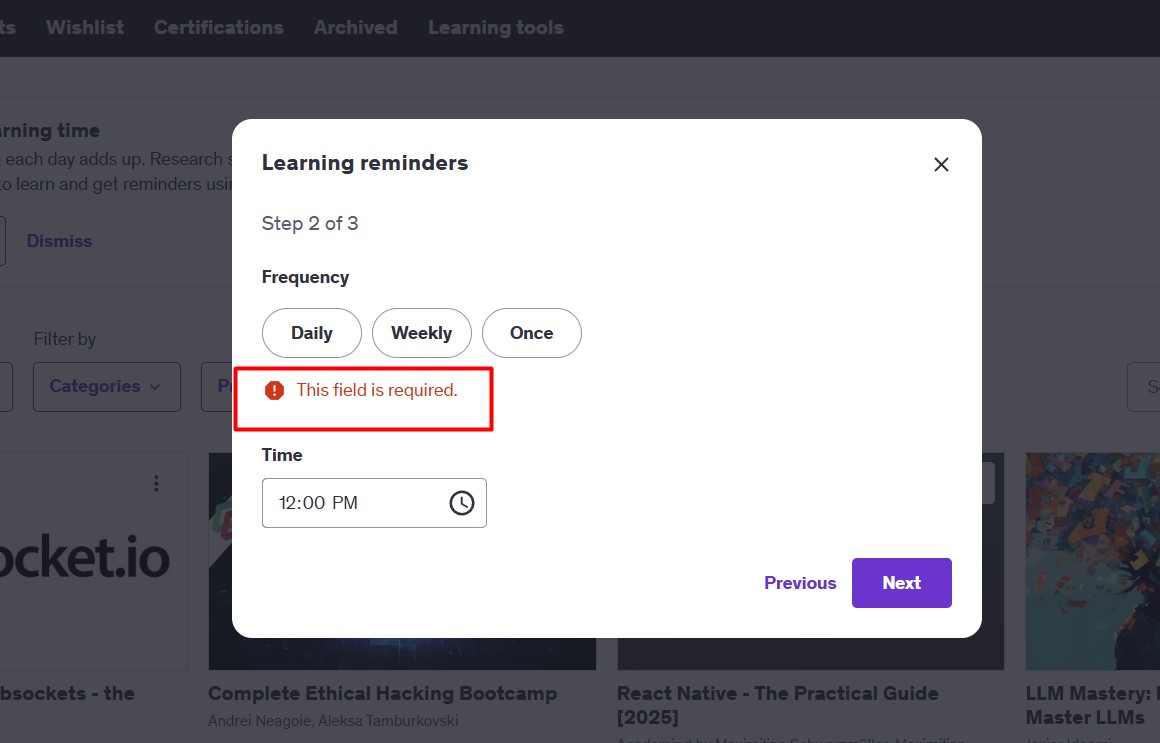 Wishlist Certifications Archived Learning tools
time
each day adds up. Research
to learn and get reminders
Dismiss
Learning reminders
Step 2 of 3
Frequency
Daily Weekly Once
This field is required.
Time
12:00 PM
Previous Next
Filter by
Categories
ocket.io
bsockets - the
Complete Ethical Hacking Bootcamp
Andrei Neagoie, Aleksa Tamburkovski
React Native - The Practical Guide
[2025]
LLM Mastery:
Master LLMs